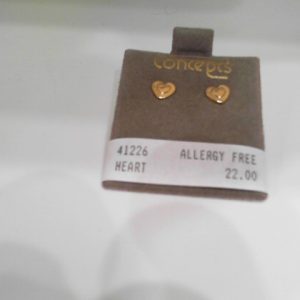 Concepts
41226 ALLERGY FREE
HEART 22.00